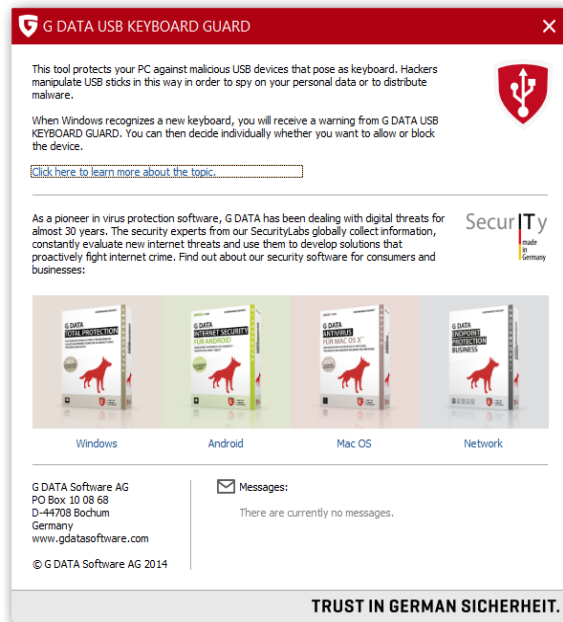 G DATA USB KEYBOARD GUARD
This tool protects your PC against malicious USB devices that pose as keyboard. Hackers
manipulate USB sticks in this way in order to spy on your personal data or to distribute
malware.
When Windows recognizes a new keyboard, you will receive a warning from G DATA USB
KEYBOARD GUARD. You can then decide individually whether you want to allow or block
the device.
Click here to learn more about the topic.
As a pioneer in virus protection software, G DATA has been dealing with digital threats for
almost 30 years. The security experts from our SecurityLabs globally collect information,
constantly evaluate new internet threats and use them to develop solutions that
proactively fight internet crime. Find out about our security software for consumers and
businesses:
SecurITy
made
in
Germany
G DATA
TOTAL PROTECTION
G DATA
INTERNET SECURITY
FÜR ANDROID
G DATA
ANTIVIRUS
FÜR MAC OS X
G DATA
ENDPOINT
PROTECTION
BUSINESS
Windows
Android
Mac OS
Network
G DATA Software AG
PO Box 10 08 68
D-44708 Bochum
Germany
www.gdatasoftware.com
© G DATA Software AG 2014
Messages:
There are currently no messages.
TRUST IN GERMAN SICHERHEIT.